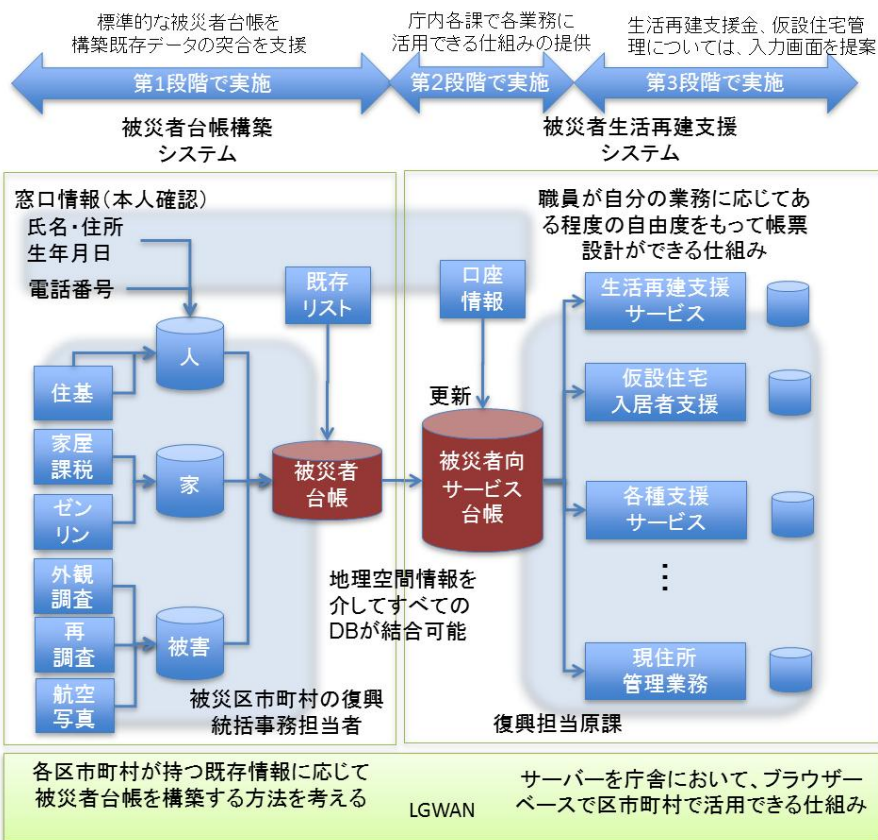 標準的な被災者台帳を
構築既存データの突合を支援
庁内各課で各業務に
活用できる仕組みの提供
生活再建支援金、仮設住宅管
理については、入力画面を提案
第1段階で実施
第2段階で実施
第3段階で実施
被災者台帳構築
システム
被災者生活再建支援
システム
窓口情報(本人確認)
氏名・住所
生年月日
電話番号
既存
リスト
人
住基
家屋
課税
家
ゼン
リン
外観
調査
再
調査
被害
航空
写真
被災者
台帳
被災区市町村の復興
統括事務担当者
職員が自分の業務に応じてあ
る程度の自由度をもって帳票
設計ができる仕組み
口座
情報
更新
被災者向
サービス
台帳
地理空間情報を
介してすべての
DBが結合可能
生活再建支援
サービス
仮設住宅
入居者支援
各種支援
サービス
⋮
現住所
管理業務
復興担当原課
各区市町村が持つ既存情報に応じて
被災者台帳を構築する方法を考える
LGWAN
サーバーを庁舎において、ブラウザー
ベースで区市町村で活用できる仕組み